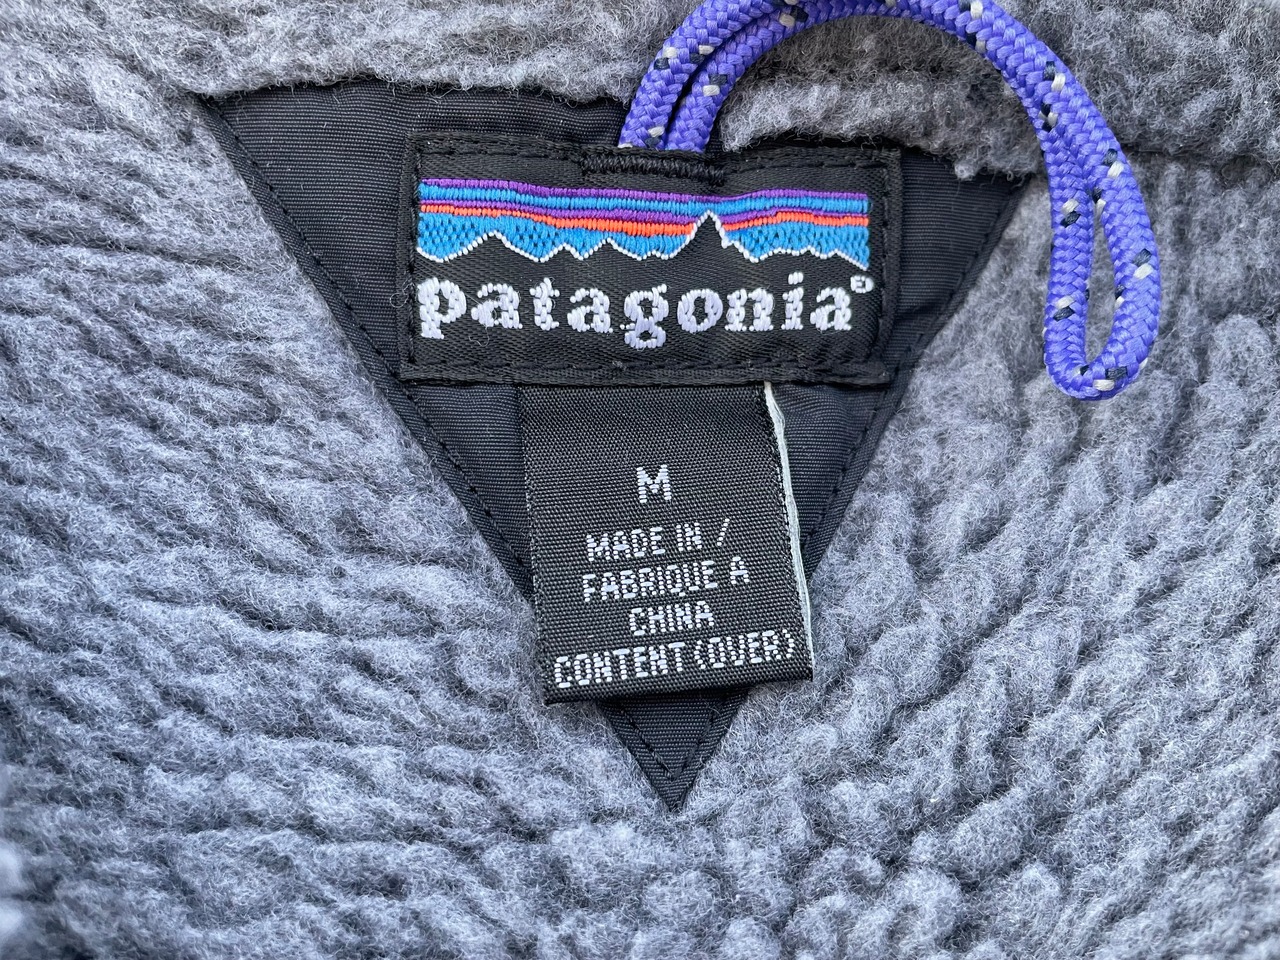 patagonia®
M
MADE IN /
FABRIQUE A
CHINA
CONTENT (OVER)